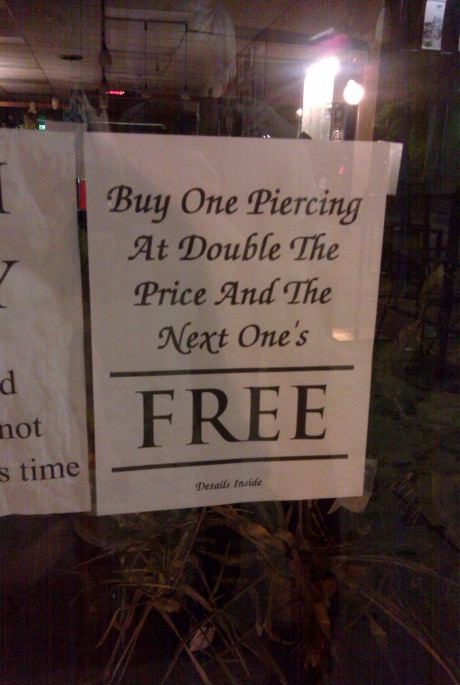 Buy One Piercing
At Double The
Price And The
Next One's
FREE
Details Inside
Y
d
not
s time